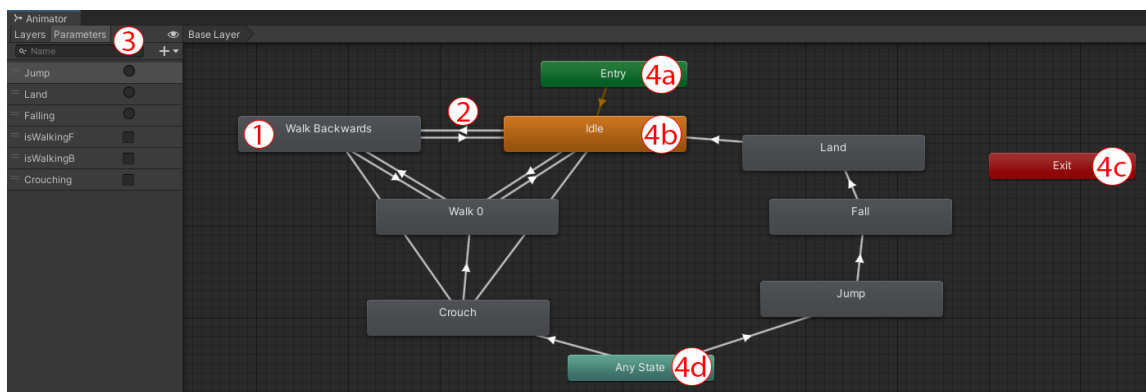 Animator
Layers Parameters 3 Base Layer
Name
Jump
Land
Falling
isWalkingF
isWalkingB
Crouching
Entry 4a
2
1 Walk Backwards
Idle 4b
Land
Exit 4c
Walk 0
Fall
Jump
Crouch
Any State 4d